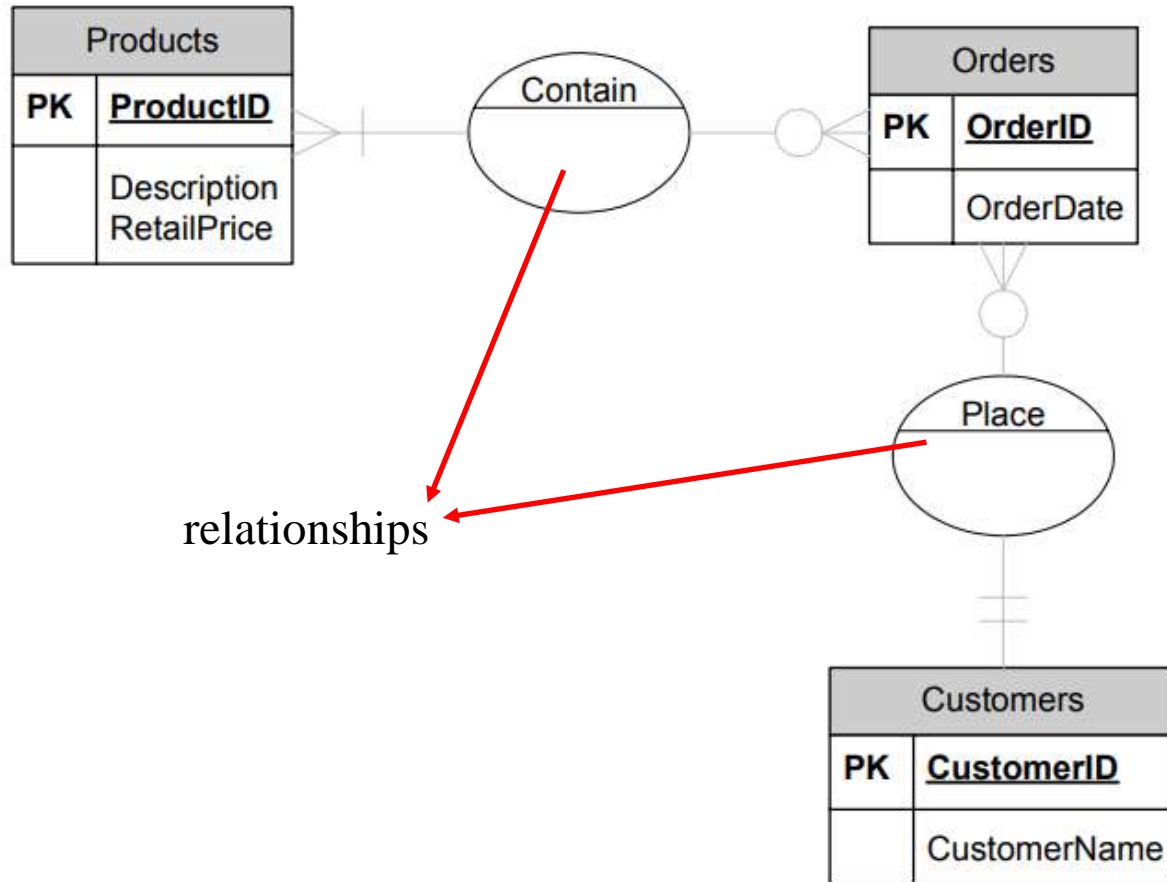 Products
PK ProductID
Description
RetailPrice
Contain
Orders
PK OrderID
OrderDate
Place
relationships
Customers
PK CustomerID
CustomerName